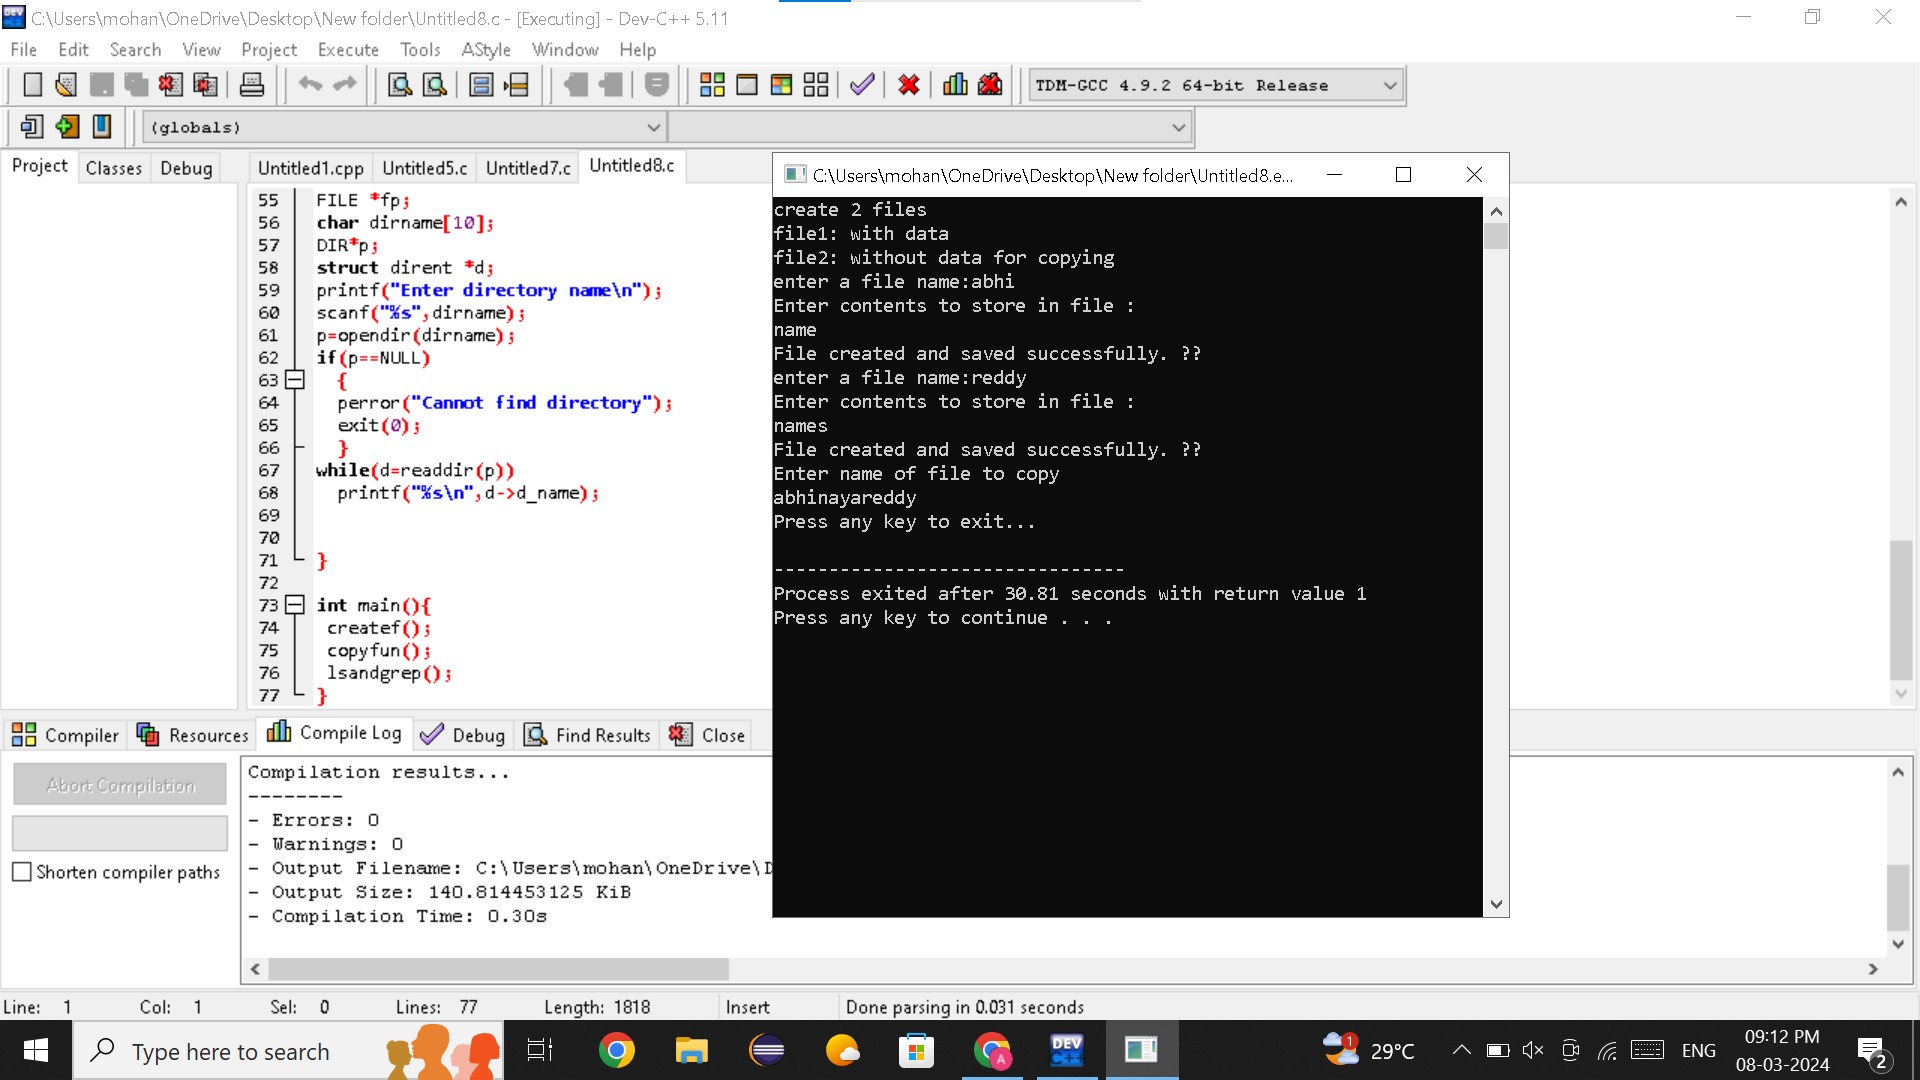 C:\Users\mohan\OneDrive\Desktop\New folder\Untitled8.c - [Executing] - Dev-C++ 5.11
File Edit Search View Project Execute Tools AStyle Window Help
TDM-GCC 4.9.2 64-bit Release
(globals)
Project Classes Debug
Untitled1.cpp Untitled5.c Untitled7.c Untitled8.c
55 FILE *fp;
56 char dirname[10];
57 DIR*p;
58 struct dirent *d;
59 printf("Enter directory name\n");
60 scanf("%s",dirname);
61 p=opendir(dirname);
62 if(p==NULL)
63 {
64 perror("Cannot find directory");
65 exit(0);
66 }
67 while(d=readdir(p))
68 printf("%s\n",d->d_name);
69
70
71 }
72
73 int main(){
74 createf();
75 copyfun();
76 lsandgrep();
77 }
C:\Users\mohan\OneDrive\Desktop\New folder\Untitled8.e...
create 2 files
file1: with data
file2: without data for copying
enter a file name:abhi
Enter contents to store in file :
name
File created and saved successfully. ??
enter a file name:reddy
Enter contents to store in file :
names
File created and saved successfully. ??
Enter name of file to copy
abhinayareddy
Press any key to exit...
--------------------------------
Process exited after 30.81 seconds with return value 1
Press any key to continue . . .
Compiler Resources Compile Log Debug Find Results Close
Abort Compilation
Shorten compiler paths
Compilation results...
--------
- Errors: 0
- Warnings: 0
- Output Filename: C:\Users\mohan\OneDrive\D
- Output Size: 140.814453125 KiB
- Compilation Time: 0.30s
Line: 1 Col: 1 Sel: 0 Lines: 77 Length: 1818 Insert Done parsing in 0.031 seconds
Type here to search
DEV C++
A
1
29°C
ENG
09:12 PM
08-03-2024
2